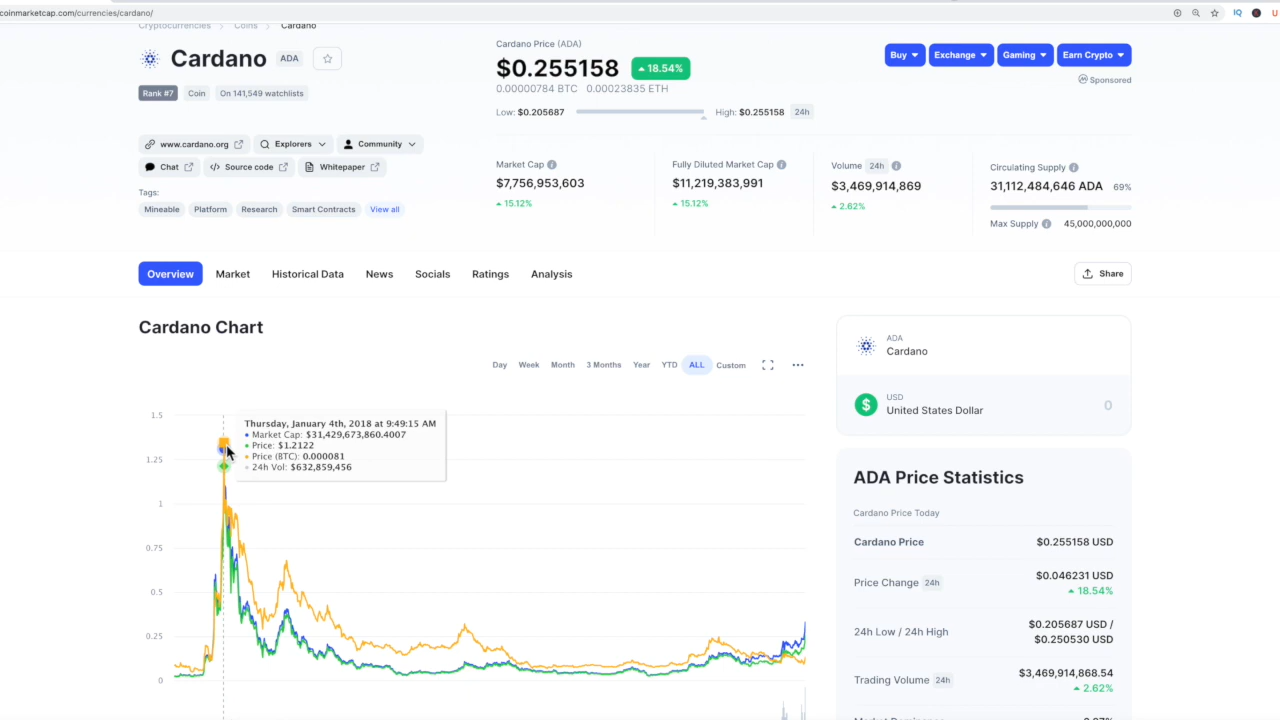 coinmarketcap.com/currencies/cardano/
IQ
U
Cryptocurrencies > Coins > Cardano
Cardano ADA
Rank #7 Coin On 141,549 watchlists
www.cardano.org Explorers Community
Chat Source code Whitepaper
Tags:
Mineable Platform Research Smart Contracts View all
Cardano Price (ADA)
$0.255158 18.54%
0.00000784 BTC 0.00023835 ETH
Low: $0.205687 High: $0.255158 24h
Buy Exchange Gaming Earn Crypto
Sponsored
Market Cap
$7,756,953,603
15.12%
Fully Diluted Market Cap
$11,219,383,991
15.12%
Volume 24h
$3,469,914,869
2.62%
Circulating Supply
31,112,484,646 ADA 69%
Max Supply 45,000,000,000
Overview Market Historical Data News Socials Ratings Analysis
Share
Cardano Chart
Day Week Month 3 Months Year YTD ALL Custom
1.5
1.25
1
0.75
0.5
0.25
0
Thursday, January 4th, 2018 at 9:49:15 AM
Market Cap: $31,429,673,860.4007
Price: $1.2122
Price (BTC): 0.000081
24h Vol: $632,859,456
ADA
Cardano
USD
United States Dollar
0
ADA Price Statistics
Cardano Price Today
Cardano Price $0.255158 USD
Price Change 24h $0.046231 USD
18.54%
24h Low / 24h High $0.205687 USD /
$0.250530 USD
Trading Volume 24h $3,469,914,868.54
2.62%